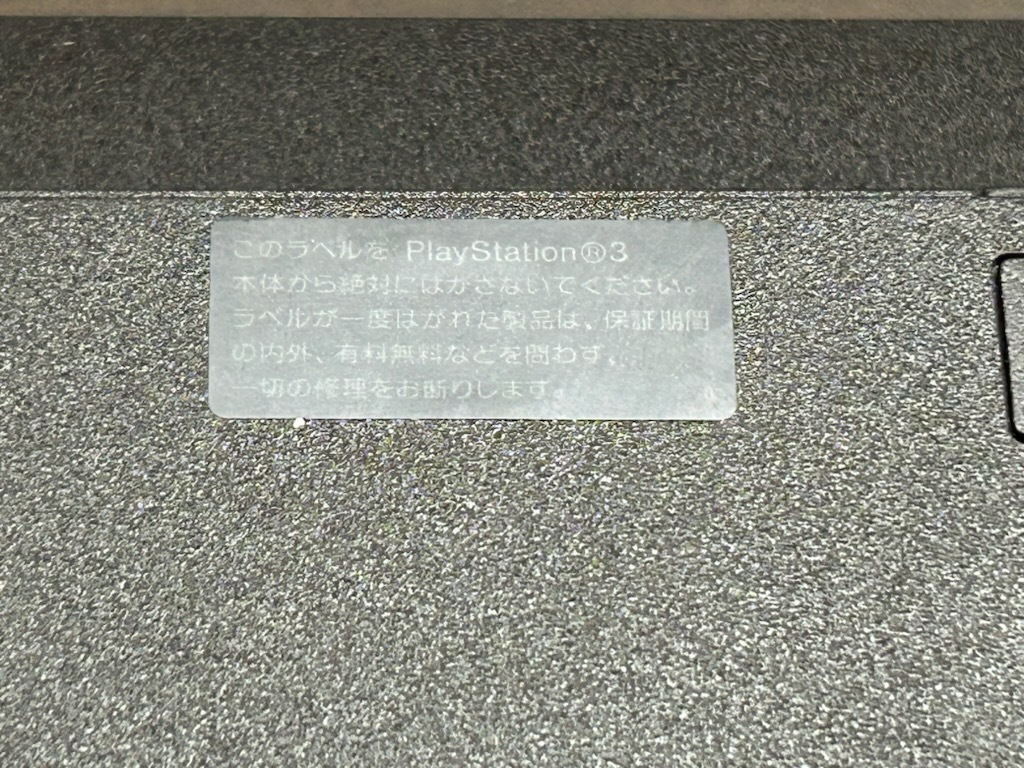 このラベルを PlayStation®3
本体から絶対にはがさないでください。
ラベルが一度はがれた製品は、保証期間
の内外、有料無料などを問わず、
一切の修理をお断りします。